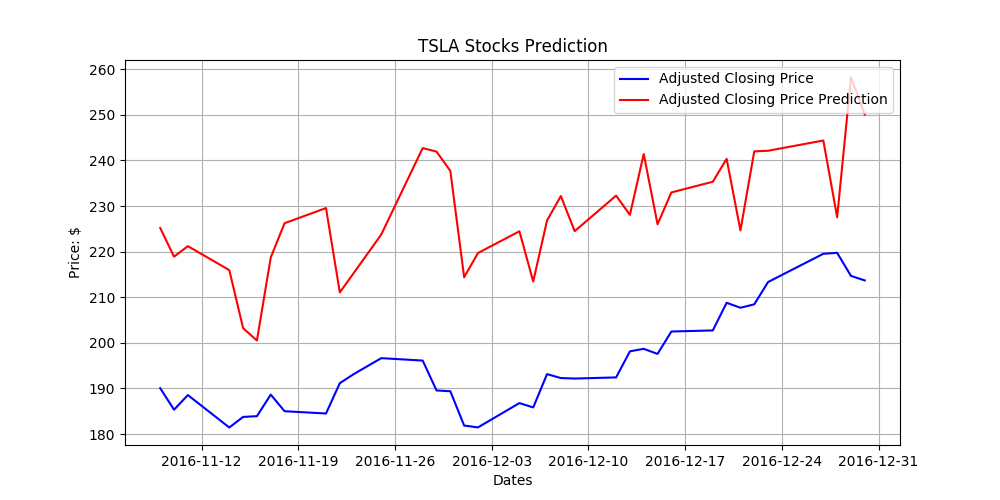 TSLA Stocks Prediction
Adjusted Closing Price
Adjusted Closing Price Prediction
260
250
240
230
220
210
200
190
180
Price: $
2016-11-12 2016-11-19 2016-11-26 2016-12-03 2016-12-10 2016-12-17 2016-12-24 2016-12-31
Dates